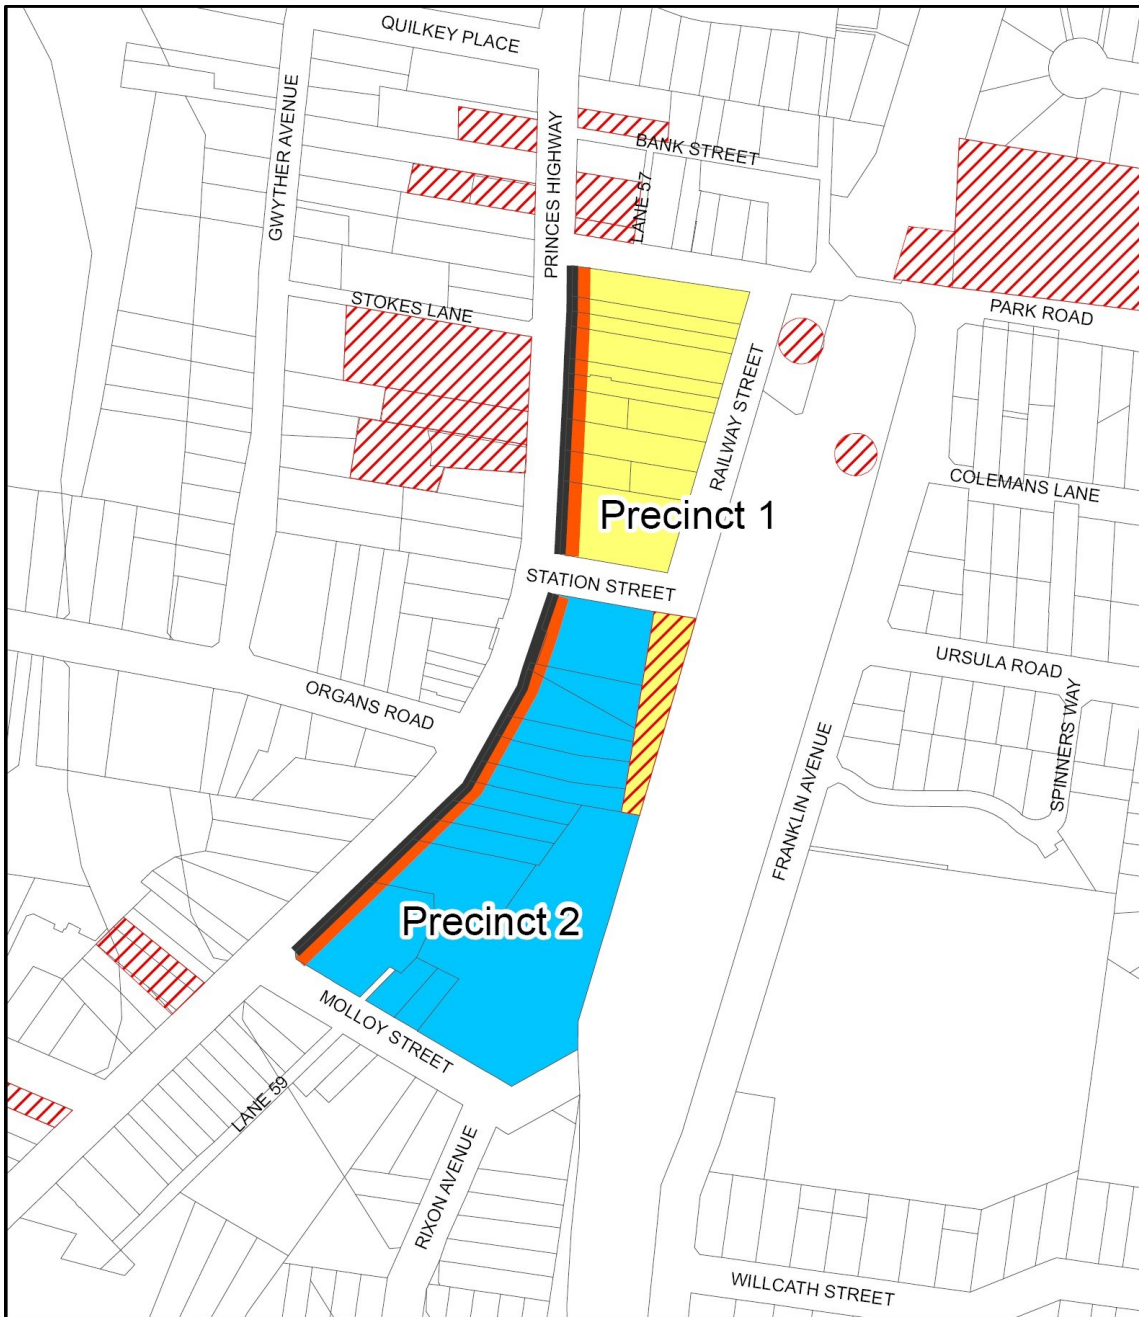 QUILKEY PLACE
GWYTHER AVENUE
PRINCES HIGHWAY
BANK STREET
LANE 57
STOKES LANE
PARK ROAD
RAILWAY STREET
COLEMANS LANE
Precinct 1
STATION STREET
URSULA ROAD
ORGANS ROAD
SPINNERS WAY
FRANKLIN AVENUE
Precinct 2
MOLLOY STREET
LANE 59
RIXON AVENUE
WILLCATH STREET